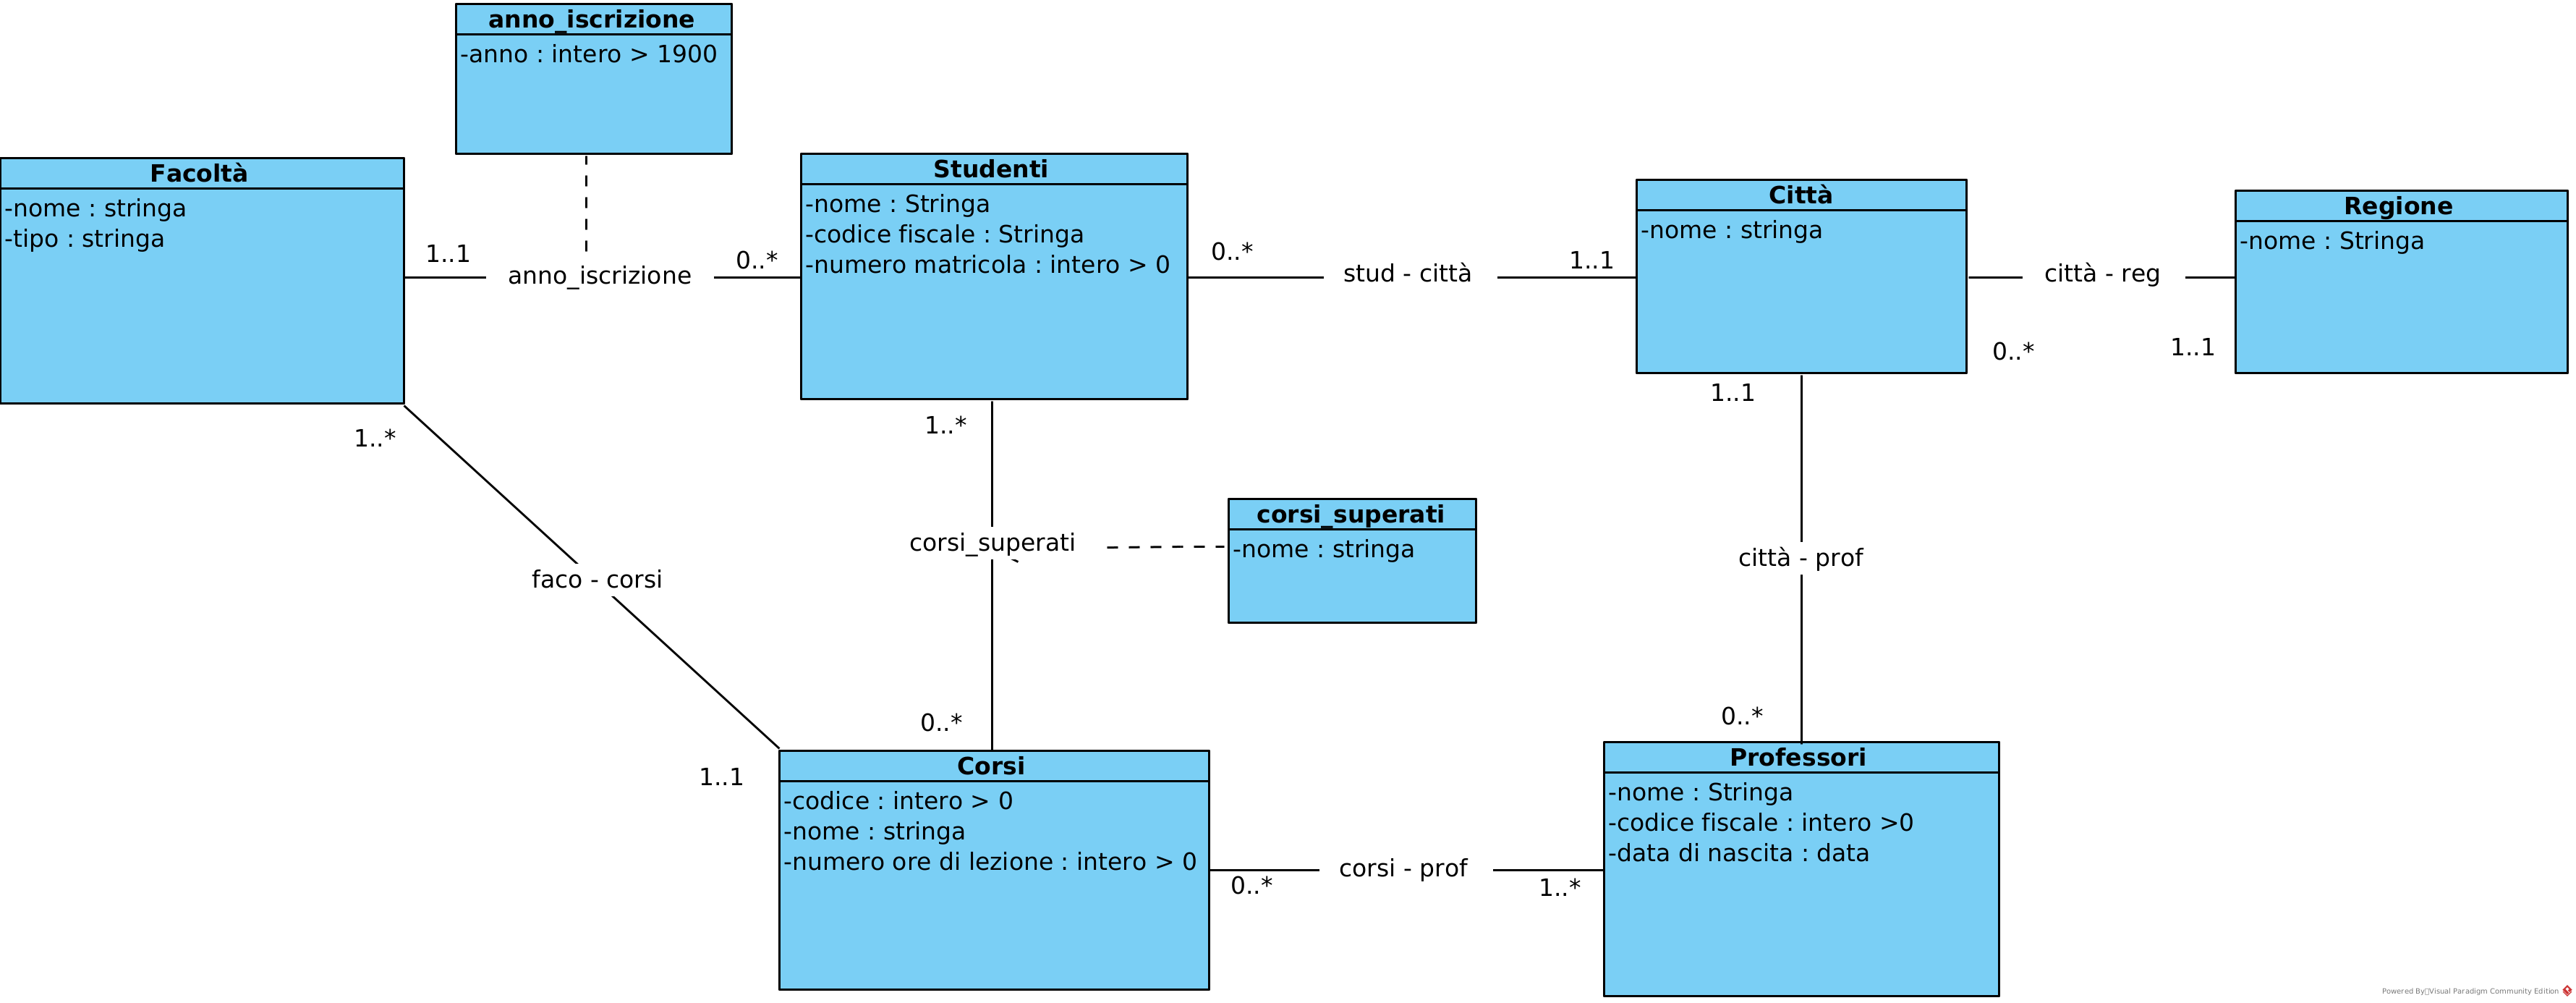 anno_iscrizione
-anno : intero > 1900
Facoltà
-nome : stringa
-tipo : stringa
1..1
anno_iscrizione
0..*
Studenti
-nome : Stringa
-codice fiscale : Stringa
-numero matricola : intero > 0
0..*
stud - città
1..1
Città
-nome : stringa
città - reg
0..*
1..1
Regione
-nome : Stringa
1..*
faco - corsi
1..1
1..*
corsi_superati
0..*
corsi_superati
-nome : stringa
1..1
città - prof
0..*
Corsi
-codice : intero > 0
-nome : stringa
-numero ore di lezione : intero > 0
0..*
corsi - prof
1..*
Professori
-nome : Stringa
-codice fiscale : intero >0
-data di nascita : data
Powered By Visual Paradigm Community Edition